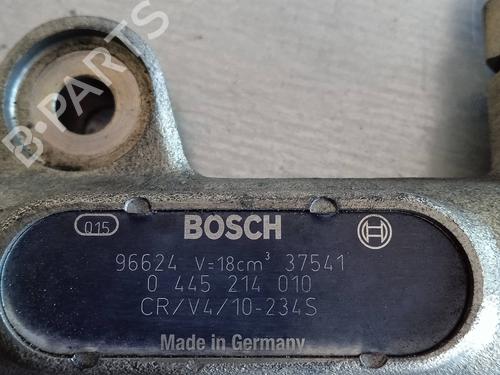 B-PARTS
015 BOSCH
96624 V=18cm³ 37541
0 445 214 010
CR/V4/10-234S
Made in Germany